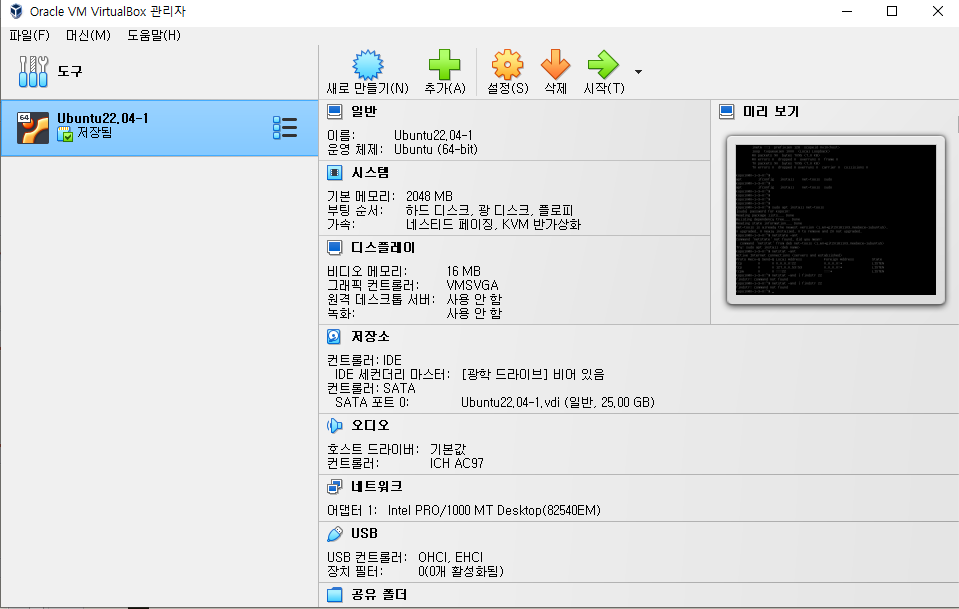 Oracle VM VirtualBox 관리자
파일(F) 머신(M) 도움말(H)
도구
새로 만들기(N) 추가(A) 설정(S) 삭제 시작(T)
64
Ubuntu22,04-1
저장됨
일반
이름: Ubuntu22,04-1
운영 체제: Ubuntu (64-bit)
시스템
기본 메모리: 2048 MB
부팅 순서: 하드 디스크, 광 디스크, 플로피
가속: 네스티드 페이징, KVM 반가상화
디스플레이
비디오 메모리: 16 MB
그래픽 컨트롤러: VMSVGA
원격 데스크톱 서버: 사용 안 함
녹화: 사용 안 함
저장소
컨트롤러: IDE
IDE 세컨더리 마스터: [광학 드라이브] 비어 있음
컨트롤러: SATA
SATA 포트 0: Ubuntu22,04-1,vdi (일반, 25,00 GB)
오디오
호스트 드라이버: 기본값
컨트롤러: ICH AC97
네트워크
어댑터 1: Intel PRO/1000 MT Desktop(82540EM)
USB
USB 컨트롤러: OHCI, EHCI
장치 필터: 0(0개 활성화됨)
공유 폴더
미리 보기